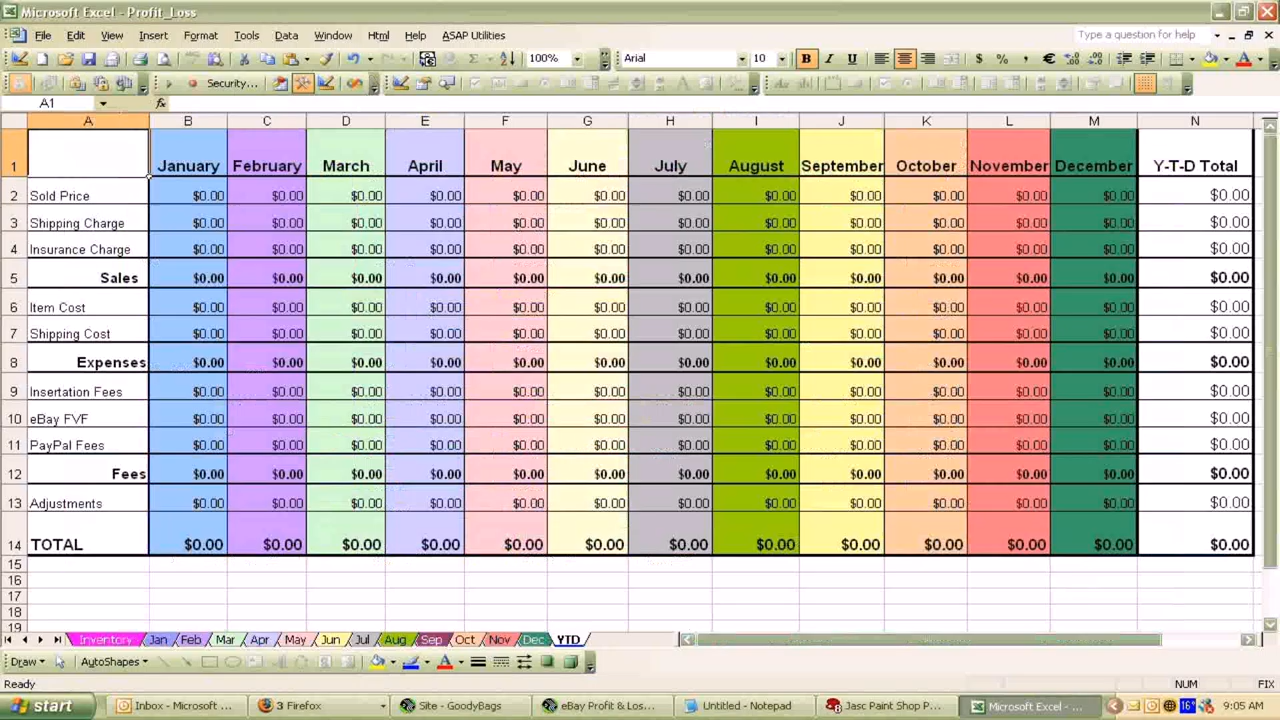 Microsoft Excel - Profit_Loss
File Edit View Insert Format Tools Data Window Html Help ASAP Utilities Type a question for help
100% Arial 10 B I U $ % , €
Security...
A1 fx
A B C D E F G H I J K L M N
1 January February March April May June July August September October November December Y-T-D Total
2 Sold Price $0.00 $0.00 $0.00 $0.00 $0.00 $0.00 $0.00 $0.00 $0.00 $0.00 $0.00 $0.00 $0.00
3 Shipping Charge $0.00 $0.00 $0.00 $0.00 $0.00 $0.00 $0.00 $0.00 $0.00 $0.00 $0.00 $0.00 $0.00
4 Insurance Charge $0.00 $0.00 $0.00 $0.00 $0.00 $0.00 $0.00 $0.00 $0.00 $0.00 $0.00 $0.00 $0.00
5 Sales $0.00 $0.00 $0.00 $0.00 $0.00 $0.00 $0.00 $0.00 $0.00 $0.00 $0.00 $0.00 $0.00
6 Item Cost $0.00 $0.00 $0.00 $0.00 $0.00 $0.00 $0.00 $0.00 $0.00 $0.00 $0.00 $0.00 $0.00
7 Shipping Cost $0.00 $0.00 $0.00 $0.00 $0.00 $0.00 $0.00 $0.00 $0.00 $0.00 $0.00 $0.00 $0.00
8 Expenses $0.00 $0.00 $0.00 $0.00 $0.00 $0.00 $0.00 $0.00 $0.00 $0.00 $0.00 $0.00 $0.00
9 Insertation Fees $0.00 $0.00 $0.00 $0.00 $0.00 $0.00 $0.00 $0.00 $0.00 $0.00 $0.00 $0.00 $0.00
10 eBay FVF $0.00 $0.00 $0.00 $0.00 $0.00 $0.00 $0.00 $0.00 $0.00 $0.00 $0.00 $0.00 $0.00
11 PayPal Fees $0.00 $0.00 $0.00 $0.00 $0.00 $0.00 $0.00 $0.00 $0.00 $0.00 $0.00 $0.00 $0.00
12 Fees $0.00 $0.00 $0.00 $0.00 $0.00 $0.00 $0.00 $0.00 $0.00 $0.00 $0.00 $0.00 $0.00
13 Adjustments $0.00 $0.00 $0.00 $0.00 $0.00 $0.00 $0.00 $0.00 $0.00 $0.00 $0.00 $0.00 $0.00
14 TOTAL $0.00 $0.00 $0.00 $0.00 $0.00 $0.00 $0.00 $0.00 $0.00 $0.00 $0.00 $0.00 $0.00
15
16
17
18
19
Inventory Jan Feb Mar Apr May Jun Jul Aug Sep Oct Nov Dec YTD
Draw AutoShapes
Ready NUM FIX
start Inbox - Microsoft ... 3 Firefox Site - GoodyBags eBay Profit & Los... Untitled - Notepad Jasc Paint Shop P... Microsoft Excel - ... 16° 9:05 AM